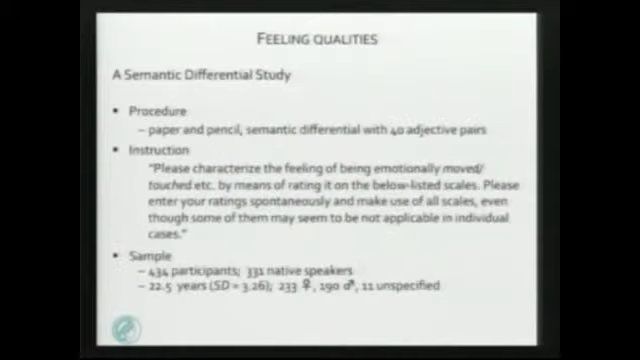 FEELING QUALITIES
A Semantic Differential Study
▪ Procedure
– paper and pencil, semantic differential with 40 adjective pairs
▪ Instruction
"Please characterize the feeling of being emotionally moved/
touched etc. by means of rating it on the below-listed scales. Please
enter your ratings spontaneously and make use of all scales, even
though some of them may seem to be not applicable in individual
cases."
▪ Sample
– 434 participants; 331 native speakers
– 22.5 years (SD = 3.26); 233 ♀, 190 ♂, 11 unspecified